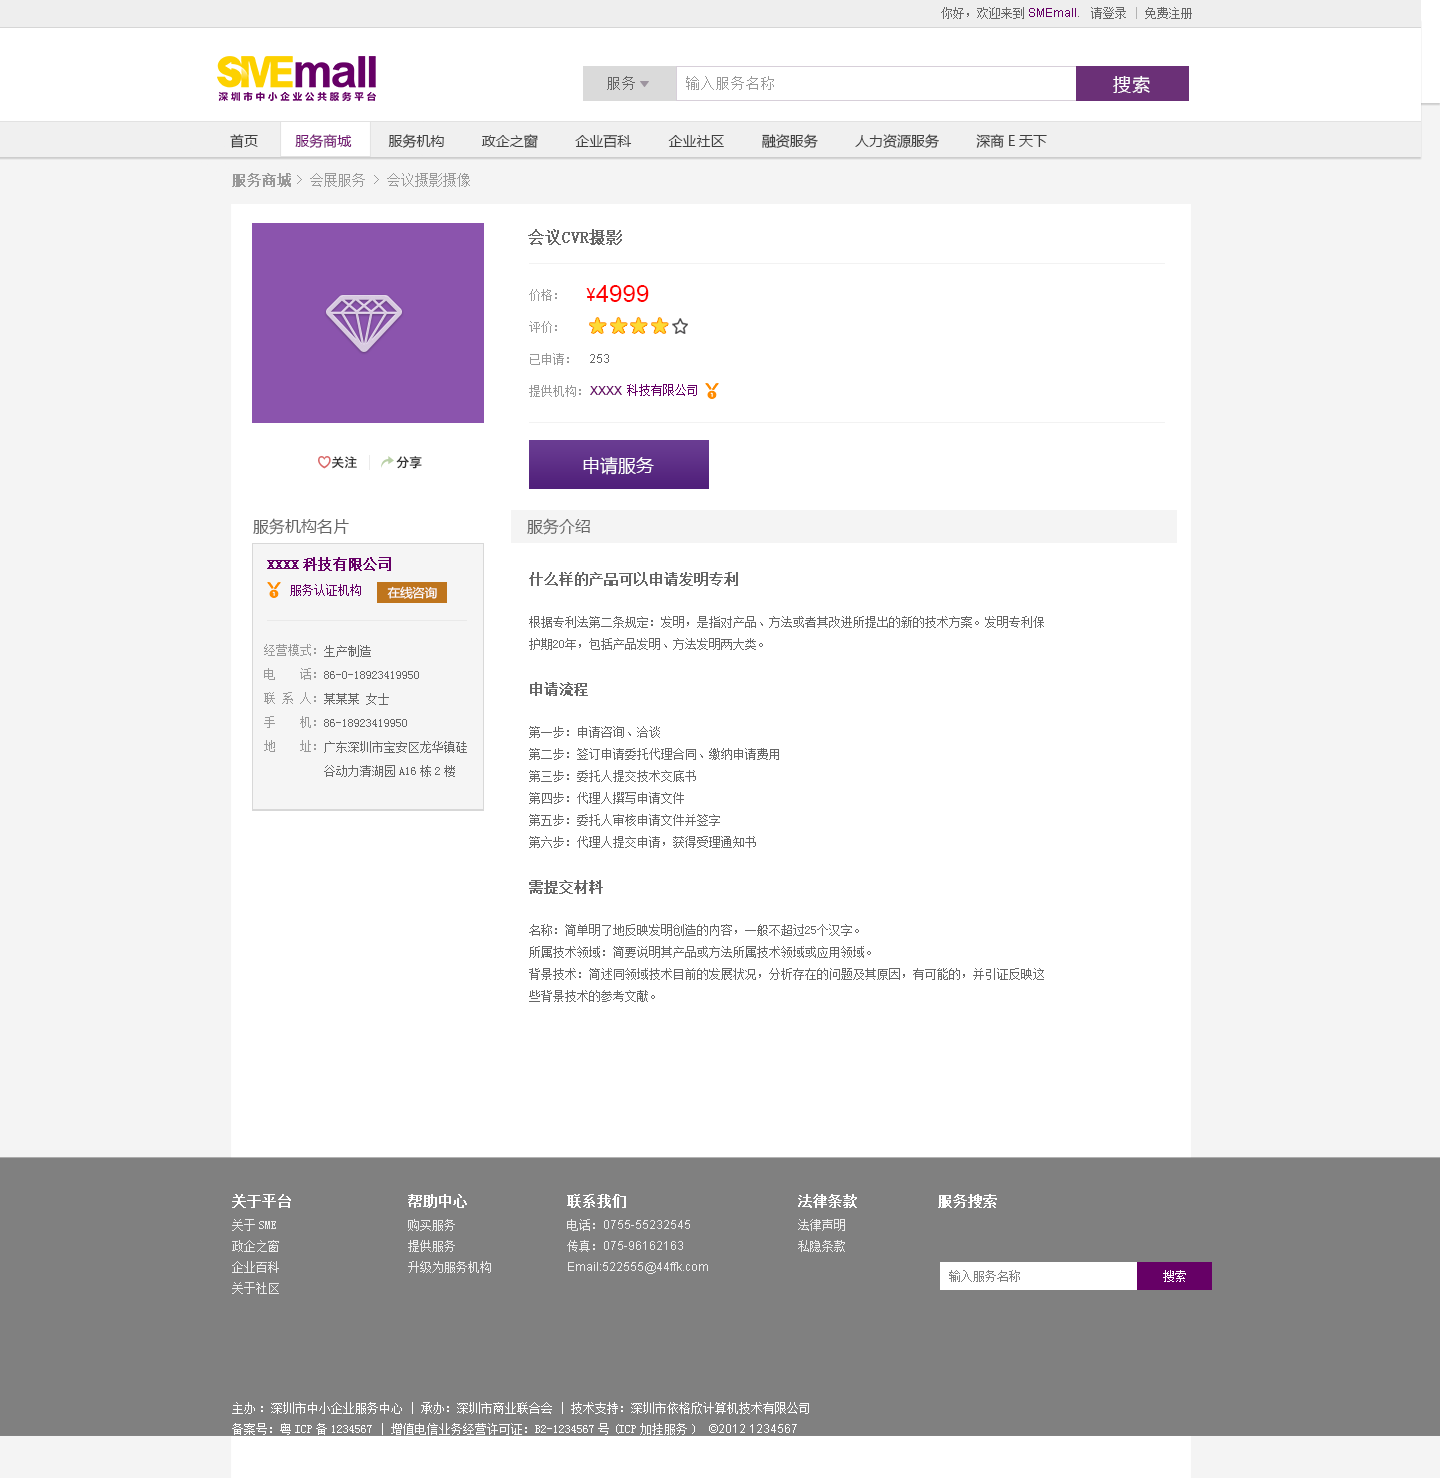 你好，欢迎来到 SMEmall. 请登录 | 免费注册
SMEmall
深圳市中小企业公共服务平台
服务 输入服务名称 搜索
首页 服务商城 服务机构 政企之窗 企业百科 企业社区 融资服务 人力资源服务 深商 E 天下
服务商城 > 会展服务 > 会议摄影摄像
会议CVR摄影
价格： ¥4999
评价：
已申请： 253
提供机构： XXXX 科技有限公司
关注 分享
申请服务
服务机构名片
XXXX 科技有限公司
服务认证机构 在线咨询
经营模式：生产制造
电 话：86-0-18923419950
联 系 人：某某某 女士
手 机：86-18923419950
地 址：广东深圳市宝安区龙华镇硅
谷动力清湖园 A16 栋 2 楼
服务介绍
什么样的产品可以申请发明专利
根据专利法第二条规定：发明，是指对产品、方法或者其改进所提出的新的技术方案。发明专利保
护期20年，包括产品发明、方法发明两大类。
申请流程
第一步：申请咨询、洽谈
第二步：签订申请委托代理合同、缴纳申请费用
第三步：委托人提交技术交底书
第四步：代理人撰写申请文件
第五步：委托人审核申请文件并签字
第六步：代理人提交申请，获得受理通知书
需提交材料
名称：简单明了地反映发明创造的内容，一般不超过25个汉字。
所属技术领域：简要说明其产品或方法所属技术领域或应用领域。
背景技术：简述同领域技术目前的发展状况，分析存在的问题及其原因，有可能的，并引证反映这
些背景技术的参考文献。
关于平台
关于 SME
政企之窗
企业百科
关于社区
帮助中心
购买服务
提供服务
升级为服务机构
联系我们
电话：0755-55232545
传真：075-96162163
Email:522555@44ffk.com
法律条款
法律声明
私隐条款
服务搜索
输入服务名称 搜索
主办 ：深圳市中小企业服务中心 | 承办：深圳市商业联合会 | 技术支持：深圳市依格欣计算机技术有限公司
备案号：粤 ICP 备 1234567 | 增值电信业务经营许可证：B2-1234567 号（ICP 加挂服务 ） ©2012 1234567